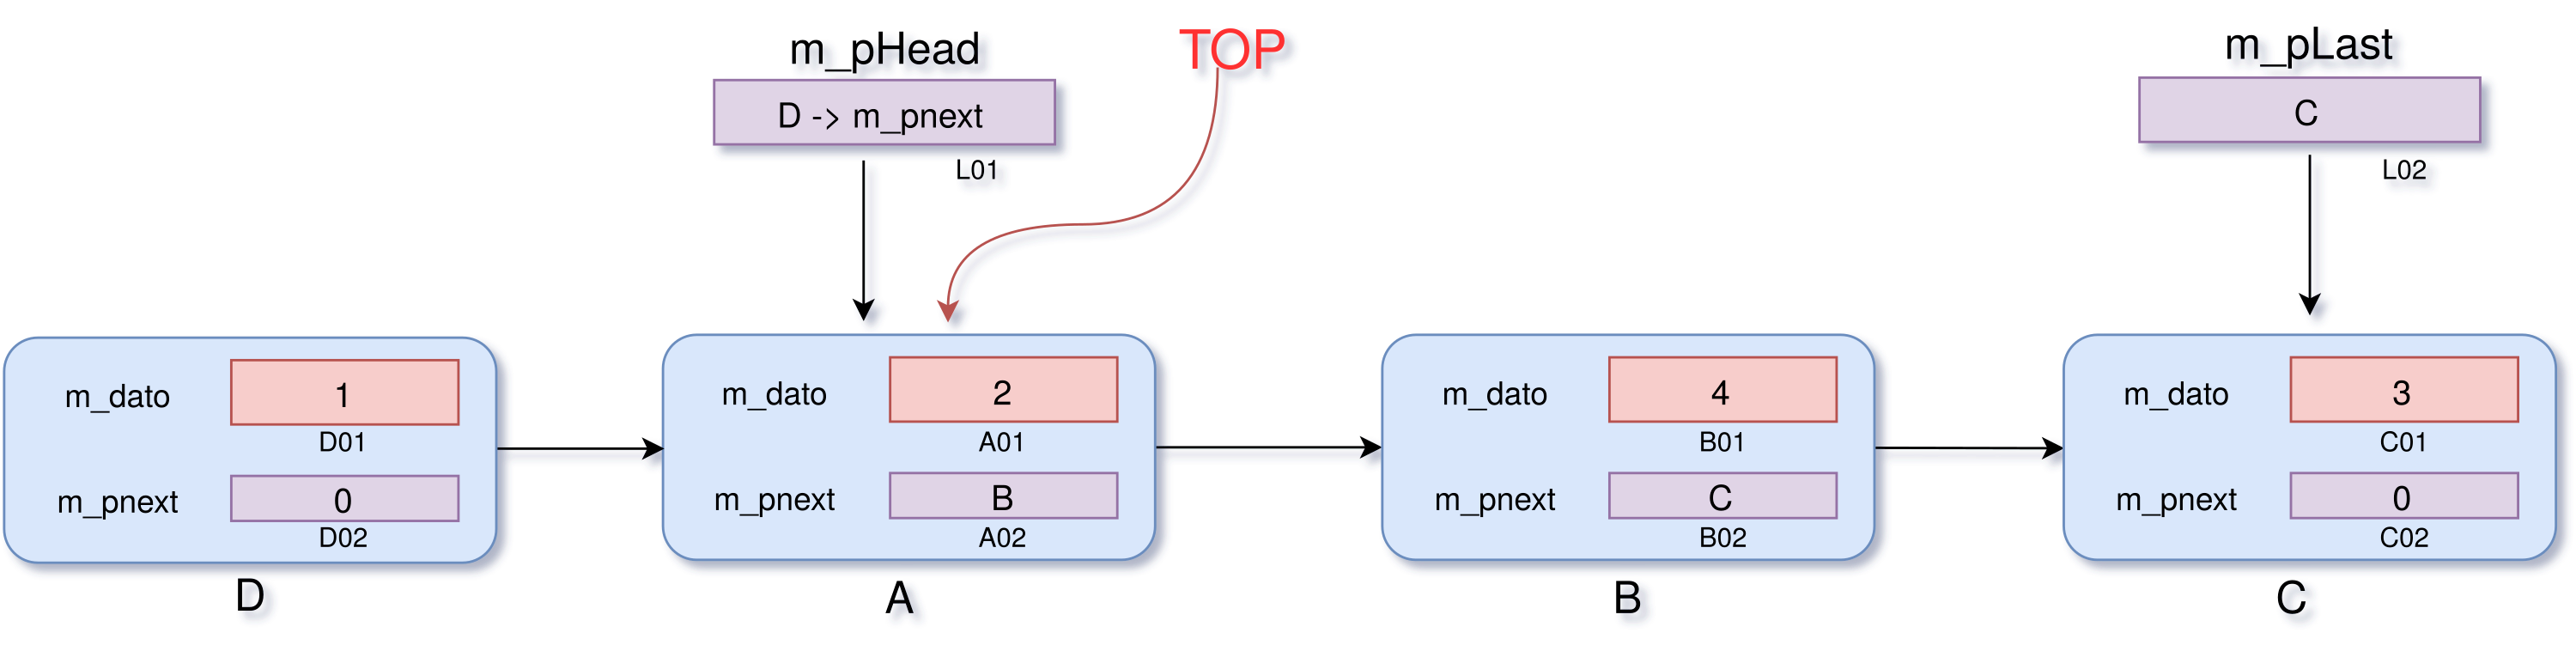 m_pHead
TOP
m_pLast
D -> m_pnext
C
L01
L02
m_dato
1
D01
m_pnext
0
D02
D
m_dato
2
A01
m_pnext
B
A02
A
m_dato
4
B01
m_pnext
C
B02
B
m_dato
3
C01
m_pnext
0
C02
C